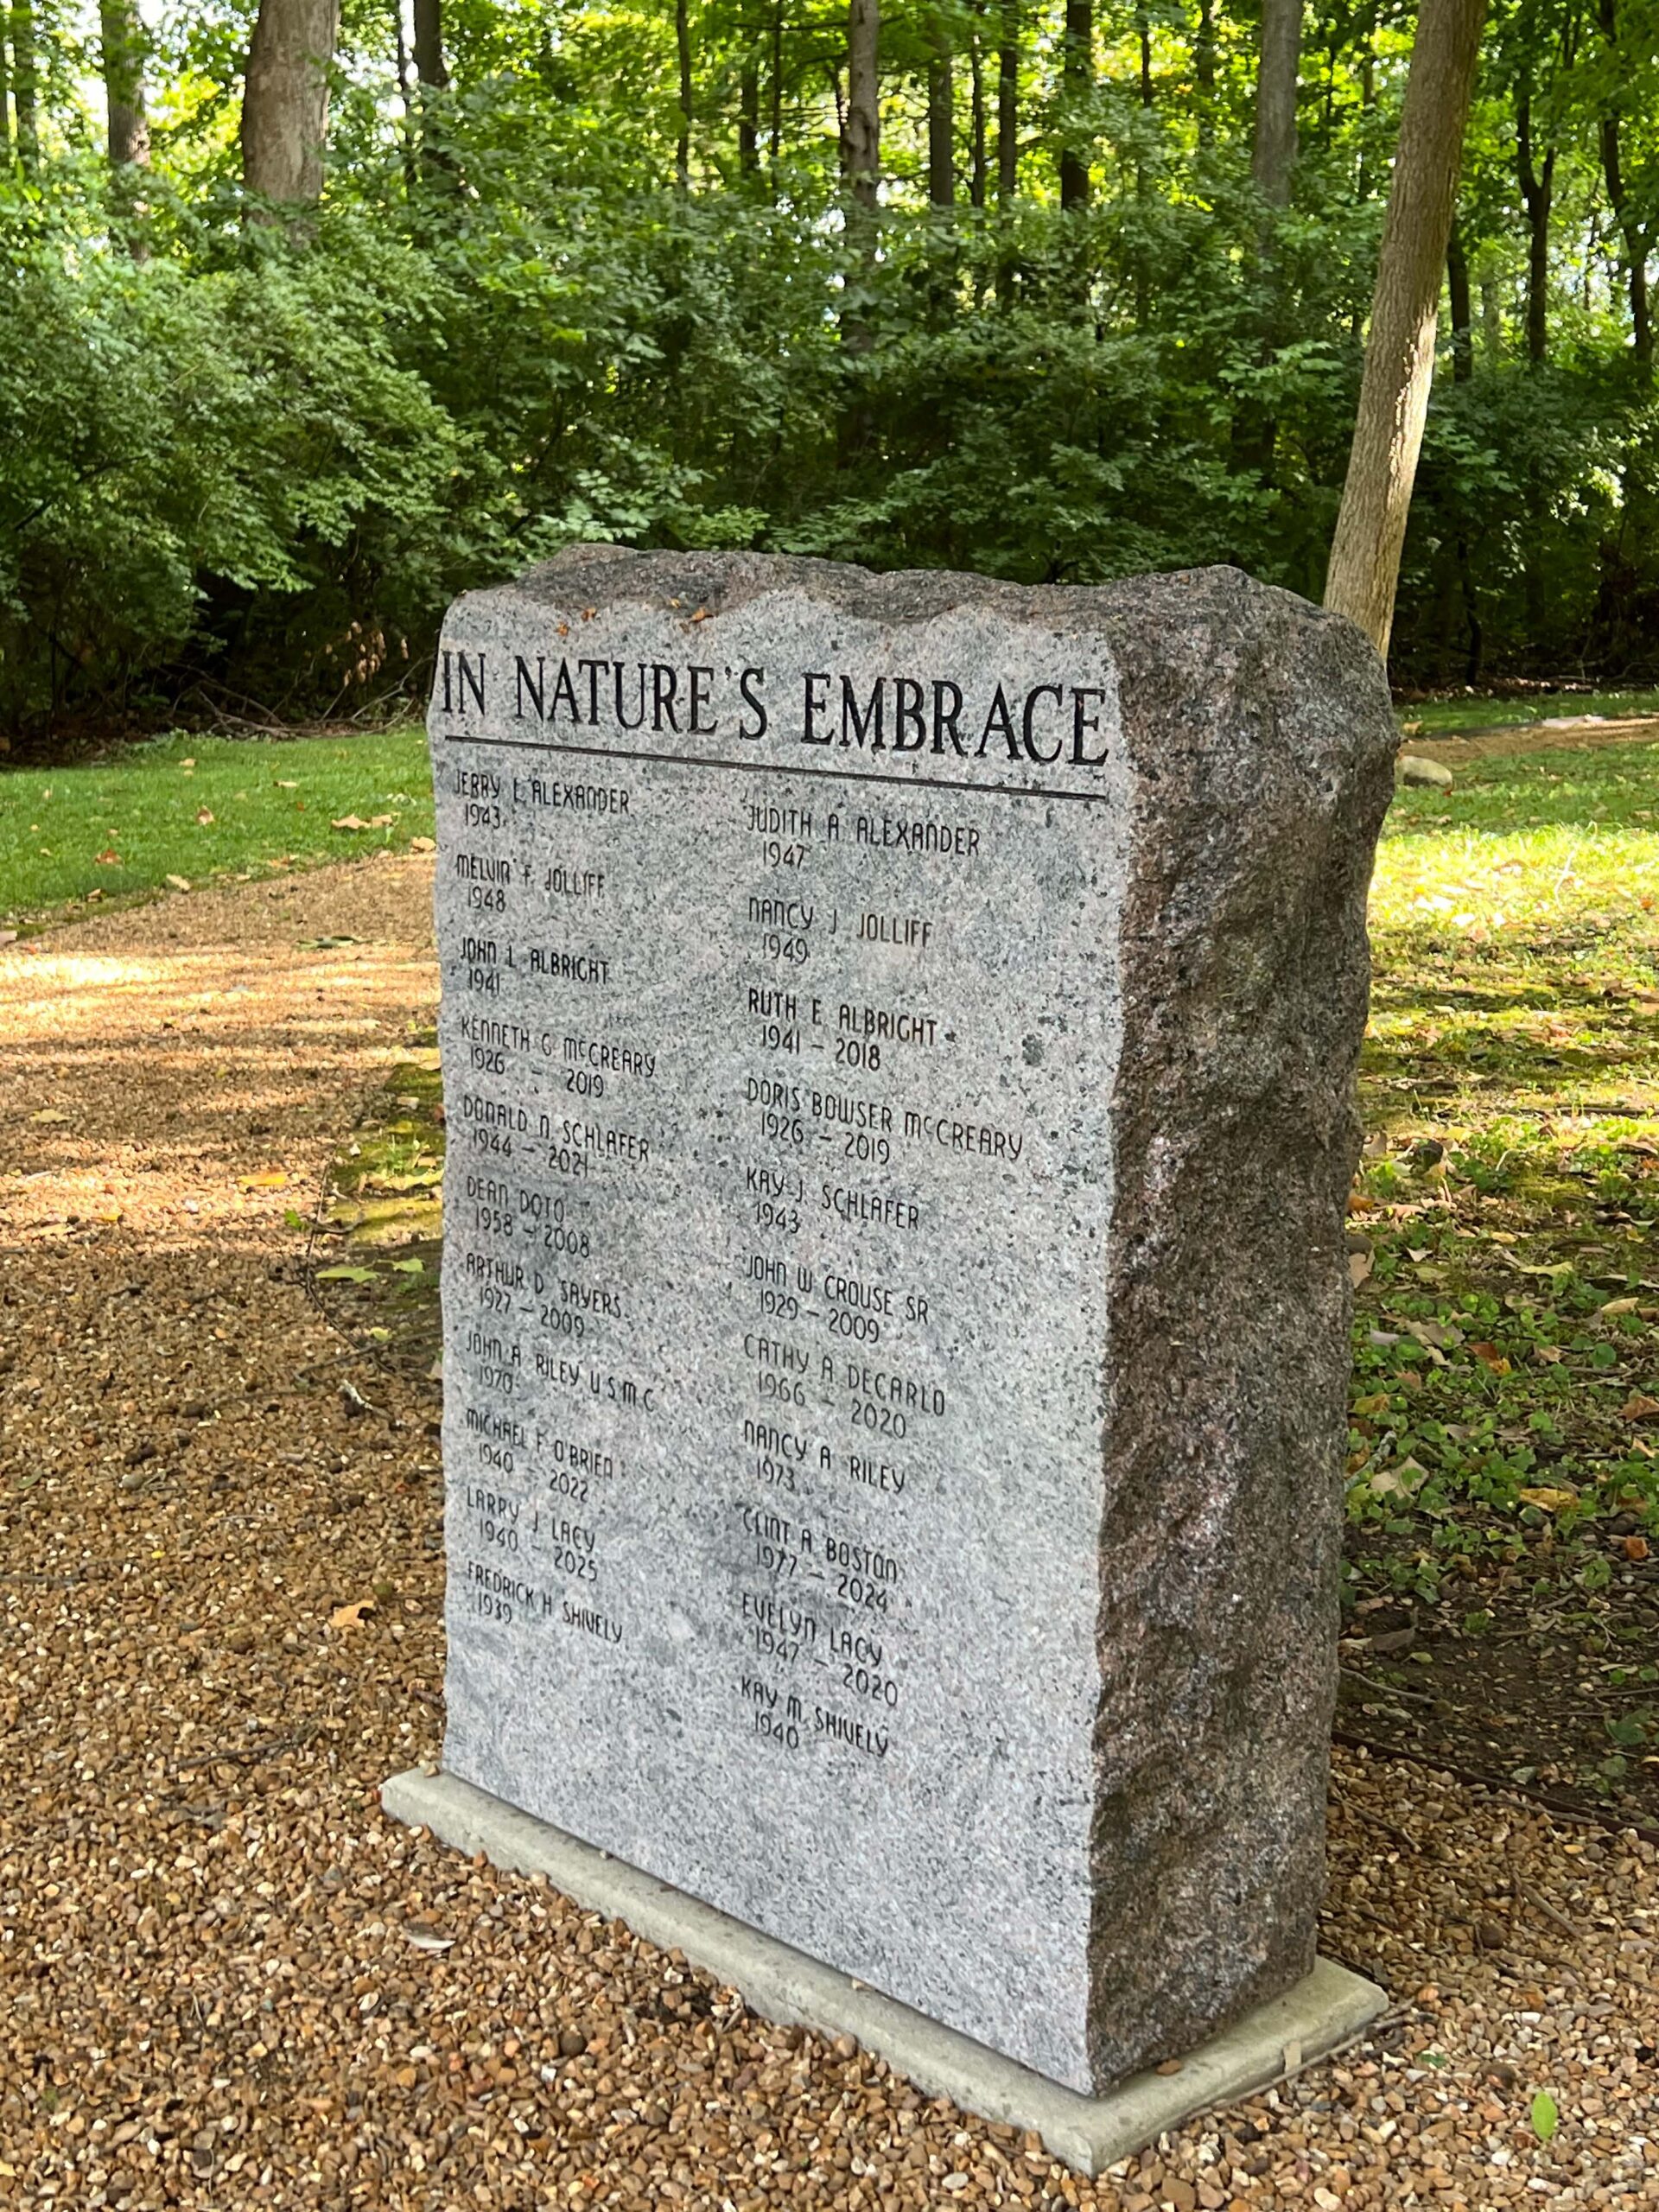 IN NATURE'S EMBRACE
JERRY L ALEXANDER
1943
MELVIN F. JOLLIFF
1948
JOHN L ALBRIGHT
1941
KENNETH G McCREARY
1926 - 2019
DONALD N SCHLAFER
1944 - 2021
DEAN DOTO
1958 - 2008
ARTHUR D SAYERS
1927 - 2009
JOHN A RILEY U.S.M.C
1970
MICHAEL F O'BRIEN
1940 - 2022
LARRY J LACY
1940 - 2025
FREDRICK H SHIVELY
1939
JUDITH A ALEXANDER
1947
NANCY J JOLLIFF
1949
RUTH E ALBRIGHT
1941 - 2018
DORIS BOWSER McCREARY
1926 - 2019
KAY J SCHLAFER
1943
JOHN W CROUSE SR
1929 - 2009
CATHY A DECARLO
1966 - 2020
NANCY A RILEY
1973
CLINT A BOSTON
1977 - 2024
EVELYN LACY
1947 - 2020
KAY M SHIVELY
1940